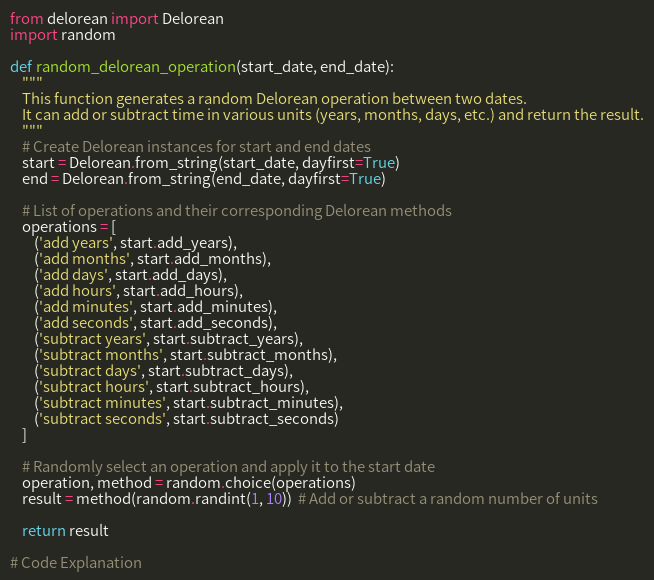 from delorean import Delorean
import random

def random_delorean_operation(start_date, end_date):
    """
    This function generates a random Delorean operation between two dates.
    It can add or subtract time in various units (years, months, days, etc.) and return the result.
    """
    # Create Delorean instances for start and end dates
    start = Delorean.from_string(start_date, dayfirst=True)
    end = Delorean.from_string(end_date, dayfirst=True)

    # List of operations and their corresponding Delorean methods
    operations = [
        ('add years', start.add_years),
        ('add months', start.add_months),
        ('add days', start.add_days),
        ('add hours', start.add_hours),
        ('add minutes', start.add_minutes),
        ('add seconds', start.add_seconds),
        ('subtract years', start.subtract_years),
        ('subtract months', start.subtract_months),
        ('subtract days', start.subtract_days),
        ('subtract hours', start.subtract_hours),
        ('subtract minutes', start.subtract_minutes),
        ('subtract seconds', start.subtract_seconds)
    ]

    # Randomly select an operation and apply it to the start date
    operation, method = random.choice(operations)
    result = method(random.randint(1, 10))  # Add or subtract a random number of units

    return result

# Code Explanation